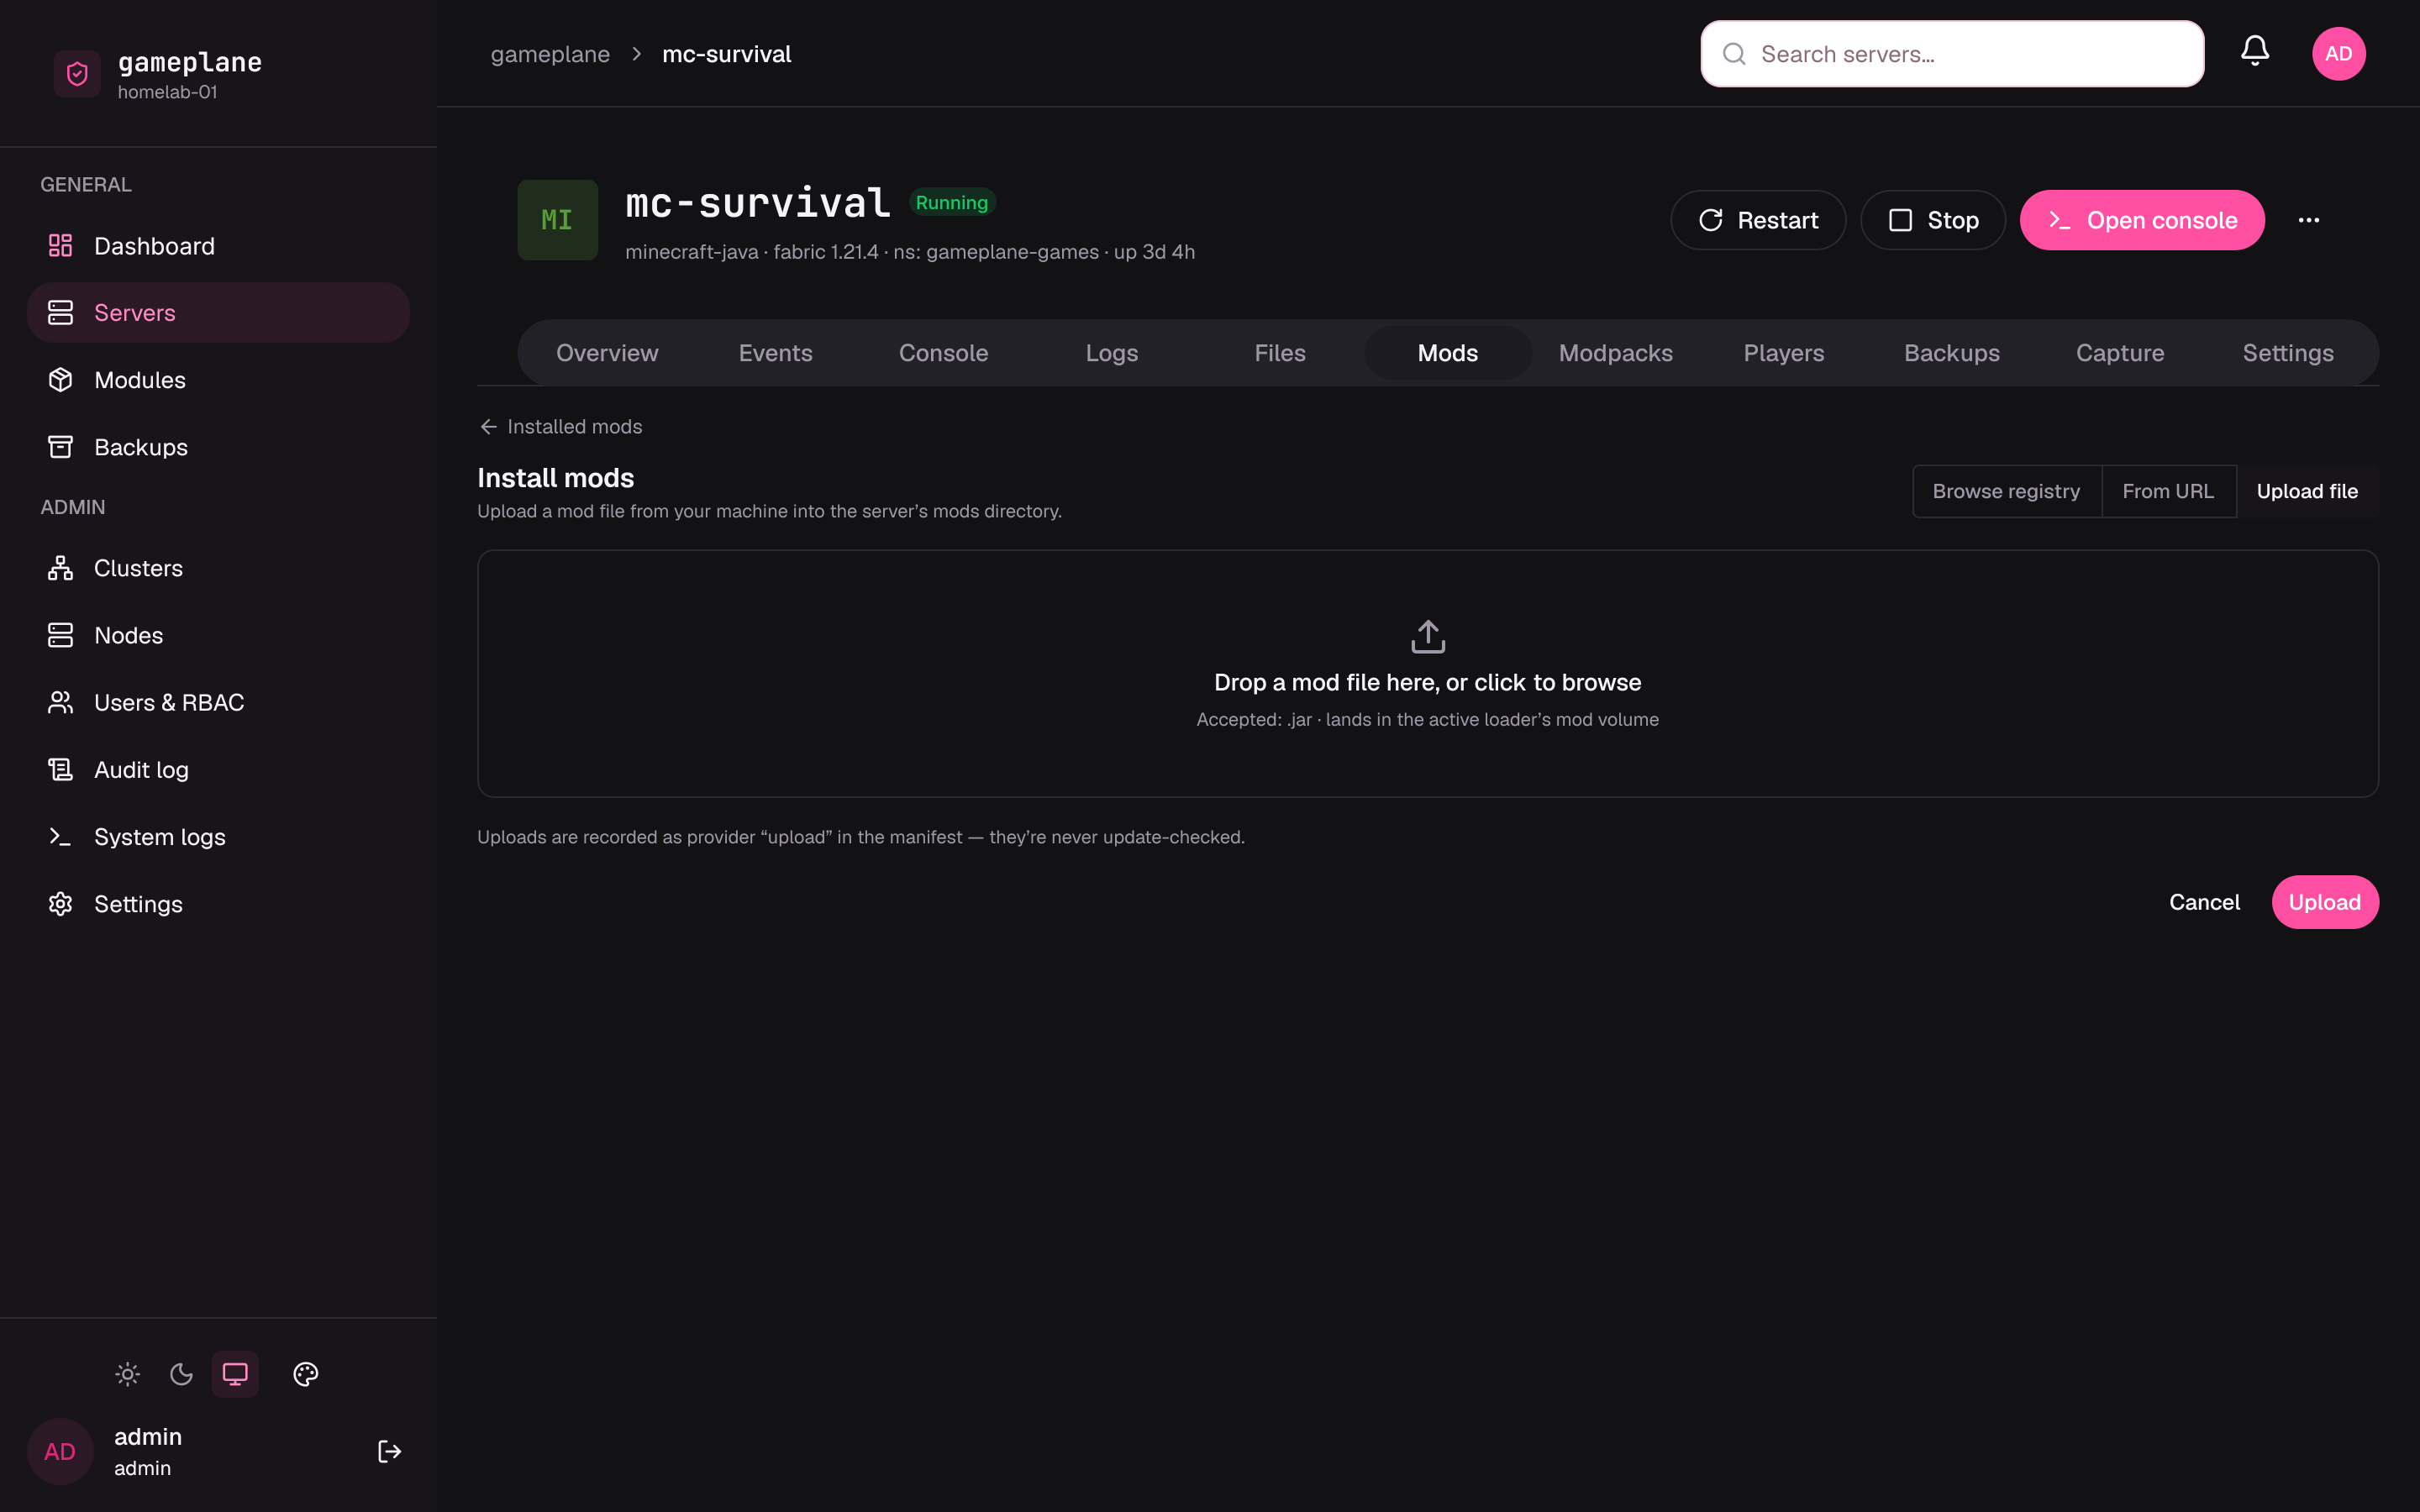 gameplane
homelab-01
GENERAL
Dashboard
Servers
Modules
Backups
ADMIN
Clusters
Nodes
Users & RBAC
Audit log
System logs
Settings
AD
admin
admin
gameplane > mc-survival
Search servers...
AD
MI
mc-survival
Running
minecraft-java · fabric 1.21.4 · ns: gameplane-games · up 3d 4h
Restart
Stop
Open console
Overview
Events
Console
Logs
Files
Mods
Modpacks
Players
Backups
Capture
Settings
Installed mods
Install mods
Upload a mod file from your machine into the server’s mods directory.
Browse registry
From URL
Upload file
Drop a mod file here, or click to browse
Accepted: .jar · lands in the active loader’s mod volume
Uploads are recorded as provider “upload” in the manifest — they’re never update-checked.
Cancel
Upload